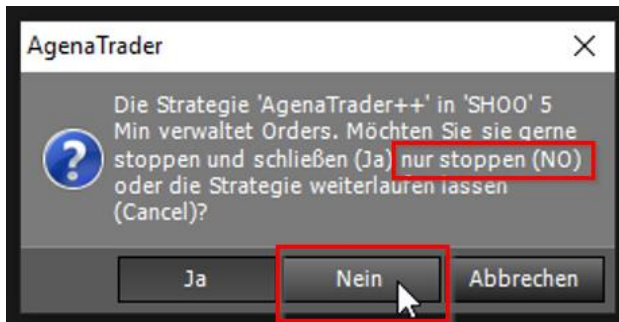 AgenaTrader
Die Strategie 'AgenaTrader++' in 'SHOO' 5
Min verwaltet Orders. Möchten Sie sie gerne
stoppen und schließen (Ja) nur stoppen (NO)
oder die Strategie weiterlaufen lassen
(Cancel)?
Ja
Nein
Abbrechen